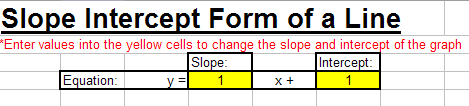 Slope Intercept Form of a Line
*Enter values into the yellow cells to change the slope and intercept of the graph
Slope: Intercept:
Equation: y = 1 x + 1